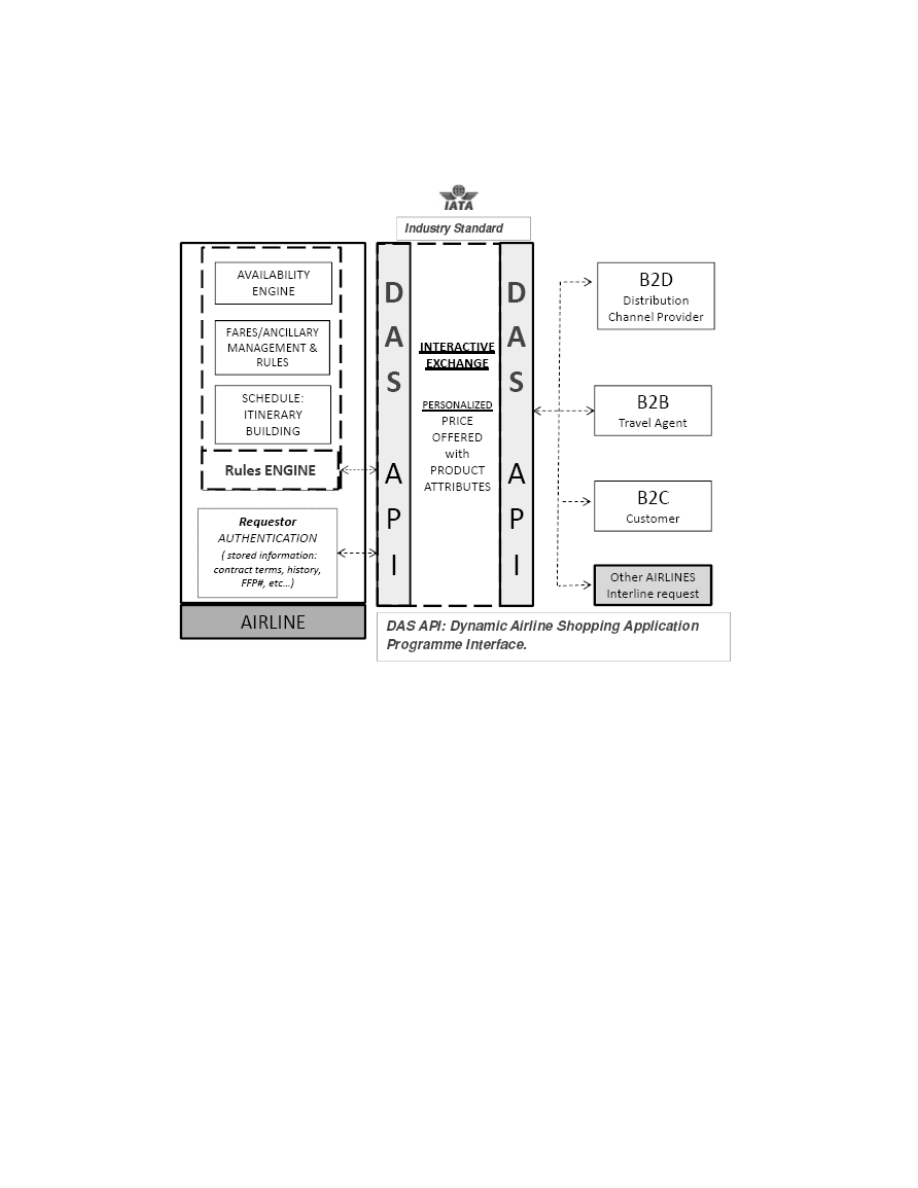 IATA
Industry Standard
AVAILABILITY
ENGINE
FARES/ANCILLARY
MANAGEMENT &
RULES
SCHEDULE:
ITINERARY
BUILDING
Rules ENGINE
Requestor
AUTHENTICATION
( stored information:
contract terms, history,
FFP#, etc...)
AIRLINE
D
A
S
A
P
I
INTERACTIVE
EXCHANGE
PERSONALIZED
PRICE
OFFERED
with
PRODUCT
ATTRIBUTES
D
A
S
A
P
I
B2D
Distribution
Channel Provider
B2B
Travel Agent
B2C
Customer
Other AIRLINES
Interline request
DAS API: Dynamic Airline Shopping Application
Programme Interface.